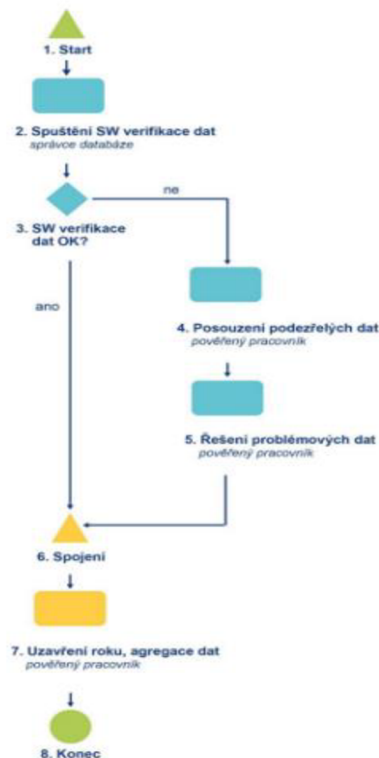 1. Start
2. Spuštění SW verifikace dat
správce databáze
ne
3. SW verifikace
dat OK?
ano
4. Posouzení podezřelých dat
pověřený pracovník
5. Řešení problémových dat
pověřený pracovník
6. Spojení
7. Uzavření roku, agregace dat
pověřený pracovník
8. Konec